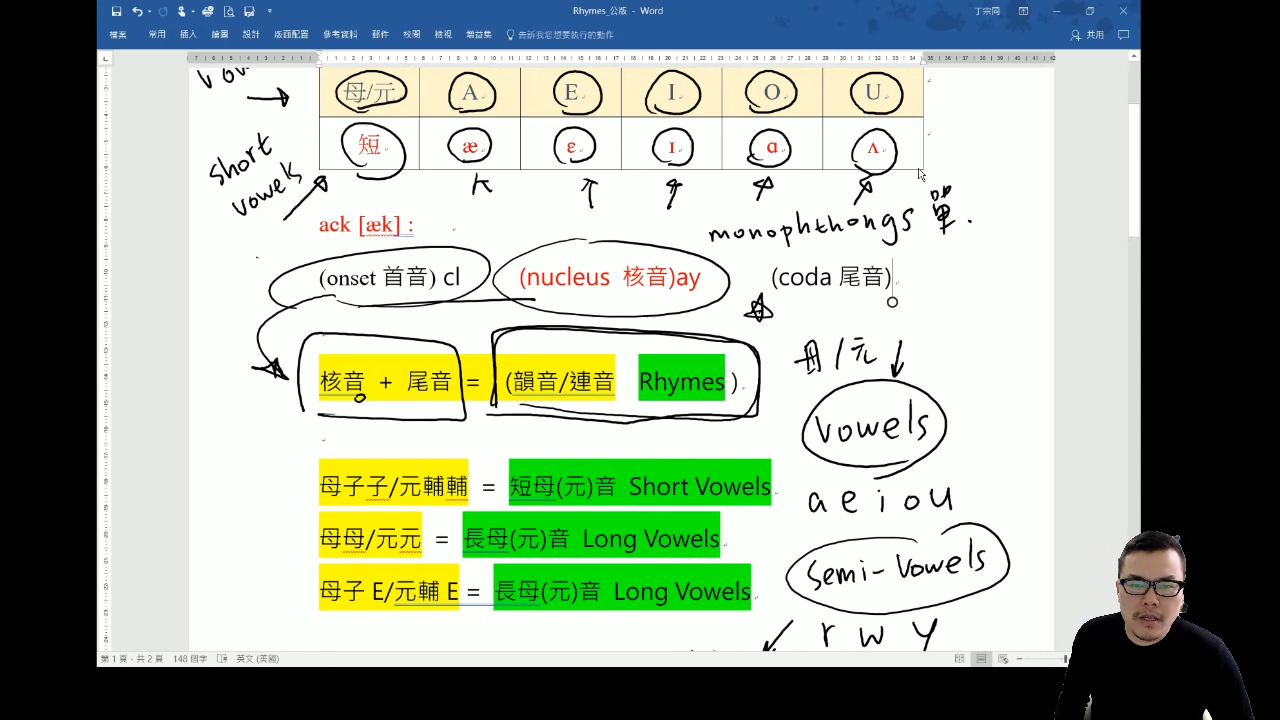 Rhymes_公版 - Word 丁宗同
檔案 常用 插入 繪圖 設計 版面配置 參考資料 郵件 校閱 檢視 增益集 告訴我您想要執行的動作 共用
母/元 A E I O U
short vowels
短 æ ɛ ɪ ɑ ʌ
ack [æk] :
monophthongs 單.
(onset 首音) cl (nucleus 核音)ay (coda 尾音)
母/元
核音 + 尾音 = (韻音/連音 Rhymes )
vowels
母子子/元輔輔 = 短母(元)音 Short Vowels
a e i o u
母母/元元 = 長母(元)音 Long Vowels
Semi-Vowels
母子 E/元輔 E = 長母(元)音 Long Vowels
r w y
第 1 頁,共 2 頁 148 個字 英文 (美國)